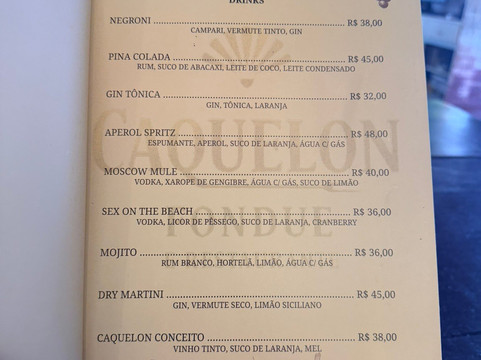 DRINKS
NEGRONI ........ R$ 38,00
CAMPARI, VERMUTE TINTO, GIN
PINA COLADA ........ R$ 45,00
RUM, SUCO DE ABACAXI, LEITE DE COCO, LEITE CONDENSADO
GIN TÔNICA ........ R$ 32,00
GIN, TÔNICA, LARANJA
APEROL SPRITZ ........ R$ 48,00
ESPUMANTE, APEROL, SUCO DE LARANJA, ÁGUA C/ GÁS
CAQUELON
MOSCOW MULE ........ R$ 40,00
VODKA, XAROPE DE GENGIBRE, ÁGUA C/ GÁS, SUCO DE LIMÃO
SEX ON THE BEACH ........ R$ 36,00
VODKA, LICOR DE PÊSSEGO, SUCO DE LARANJA, CRANBERRY
FONDUE
MOJITO ........ R$ 36,00
RUM BRANCO, HORTELÃ, LIMÃO, ÁGUA C/ GÁS
DRY MARTINI ........ R$ 45,00
GIN, VERMUTE SECO, LIMÃO SICILIANO
CAQUELON CONCEITO ........ R$ 38,00
VINHO TINTO, SUCO DE LARANJA, MEL